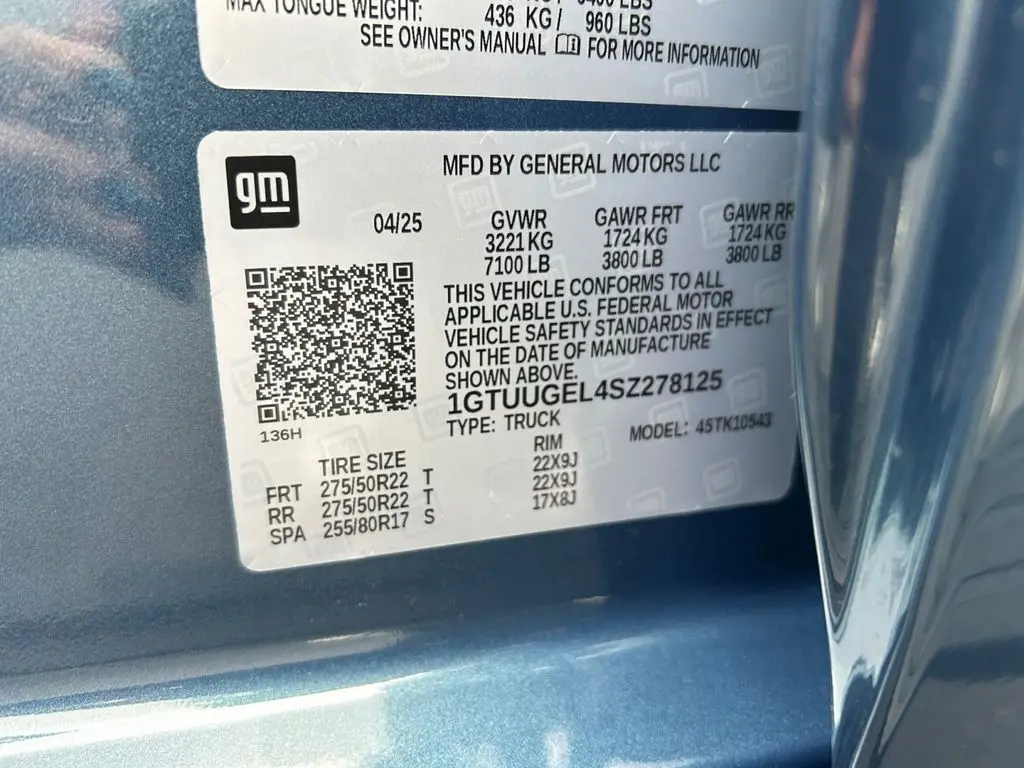 MAX TONGUE WEIGHT: 436 KG / 960 LBS
SEE OWNER'S MANUAL FOR MORE INFORMATION
gm
MFD BY GENERAL MOTORS LLC
04/25
GVWR GAWR FRT GAWR RR
3221 KG 1724 KG 1724 KG
7100 LB 3800 LB 3800 LB
THIS VEHICLE CONFORMS TO ALL
APPLICABLE U.S. FEDERAL MOTOR
VEHICLE SAFETY STANDARDS IN EFFECT
ON THE DATE OF MANUFACTURE
SHOWN ABOVE.
1GTUUGEL4SZ278125
TYPE: TRUCK
MODEL: 45TK10543
136H
TIRE SIZE RIM
FRT 275/50R22 T 22X9J
RR 275/50R22 T 22X9J
SPA 255/80R17 S 17X8J